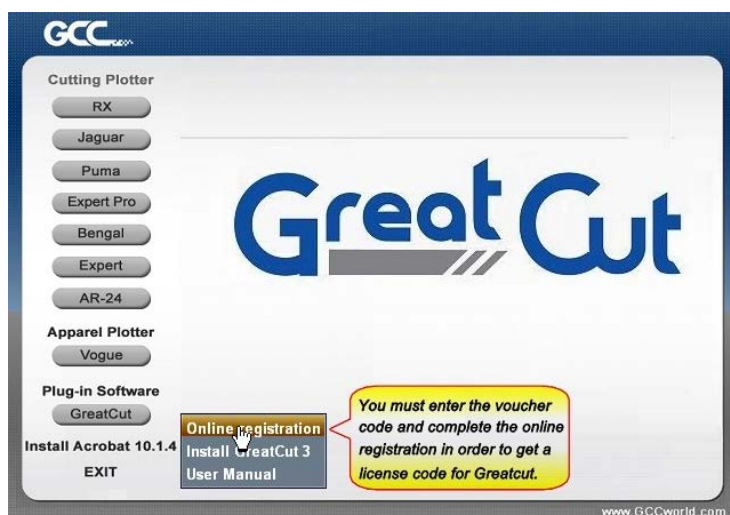 GCC
Cutting Plotter
RX
Jaguar
Puma
Expert Pro
Bengal
Expert
AR-24
Apparel Plotter
Vogue
Plug-in Software
GreatCut
Install Acrobat 10.1.4
EXIT
Great Cut
Online registration
Install GreatCut 3
User Manual
You must enter the voucher
code and complete the online
registration in order to get a
license code for Greatcut.
www.GCCworld.com